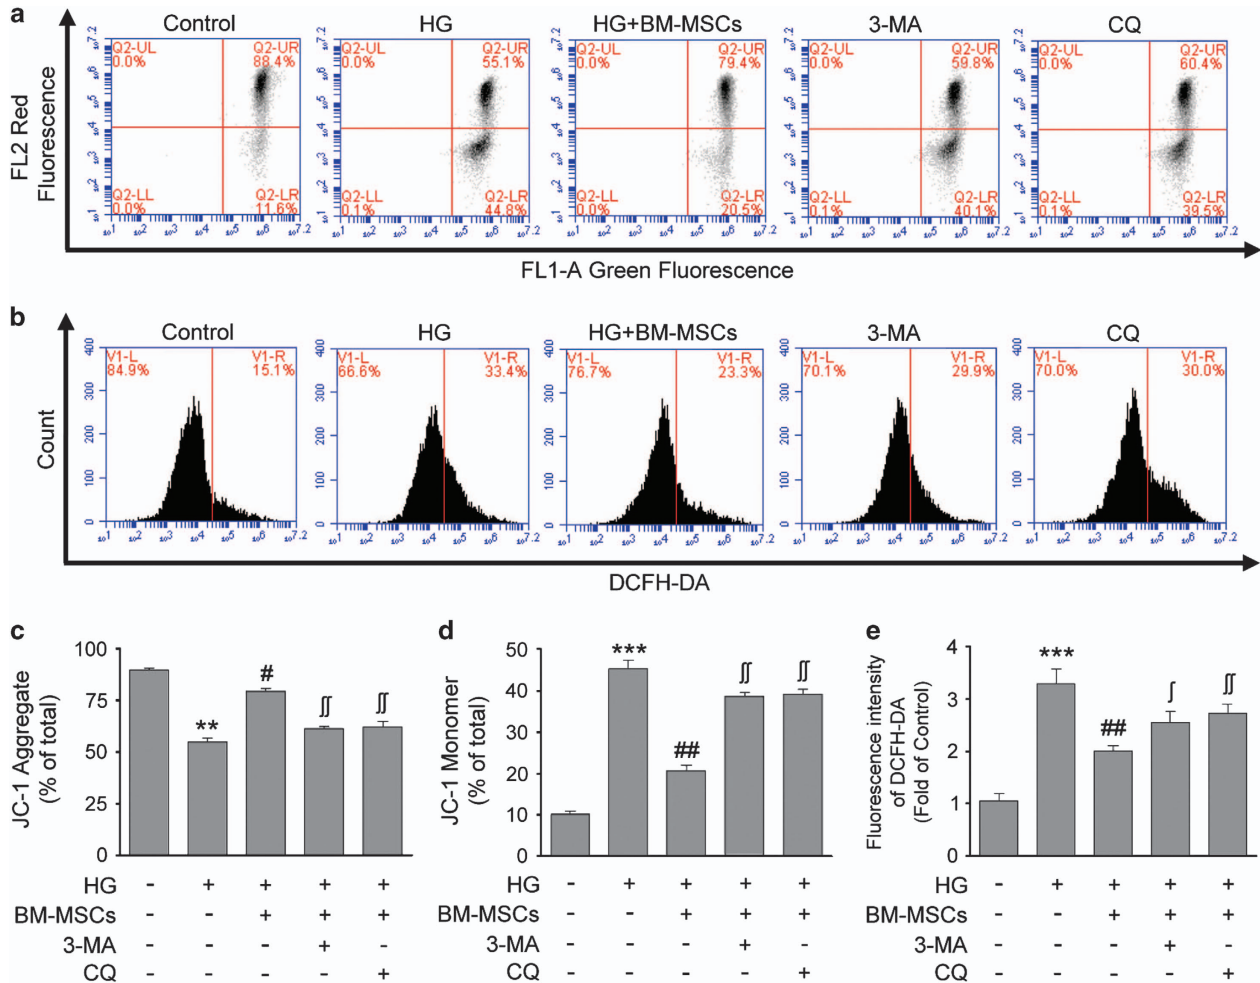 a
Control
HG
HG+BM-MSCs
3-MA
CQ
FL2 Red
Fluorescence
Q2-UL
0.0%
Q2-UR
88.4%
Q2-LL
0.0%
Q2-LR
11.6%
Q2-UL
0.0%
Q2-UR
55.1%
Q2-LL
0.1%
Q2-LR
44.8%
Q2-UL
0.0%
Q2-UR
79.4%
Q2-LL
0.0%
Q2-LR
20.5%
Q2-UL
0.0%
Q2-UR
59.8%
Q2-LL
0.1%
Q2-LR
40.1%
Q2-UL
0.0%
Q2-UR
60.4%
Q2-LL
0.1%
Q2-LR
39.5%
FL1-A Green Fluorescence
b
Control
HG
HG+BM-MSCs
3-MA
CQ
Count
V1-L
84.9%
V1-R
15.1%
V1-L
66.6%
V1-R
33.4%
V1-L
76.7%
V1-R
23.3%
V1-L
70.1%
V1-R
29.9%
V1-L
70.0%
V1-R
30.0%
400
300
200
100
0
DCFH-DA
c
JC-1 Aggregate
(% of total)
100
75
50
25
0
**
#
∫∫
∫∫
HG - + + + +
BM-MSCs - - + + +
3-MA - - - + -
CQ - - - - +
d
JC-1 Monomer
(% of total)
50
40
30
20
10
0
***
##
∫∫
∫∫
HG - + + + +
BM-MSCs - - + + +
3-MA - - - + -
CQ - - - - +
e
Fluorescence intensity
of DCFH-DA
(Fold of Control)
4
3
2
1
0
***
##
∫
∫∫
HG - + + + +
BM-MSCs - - + + +
3-MA - - - + -
CQ - - - - +